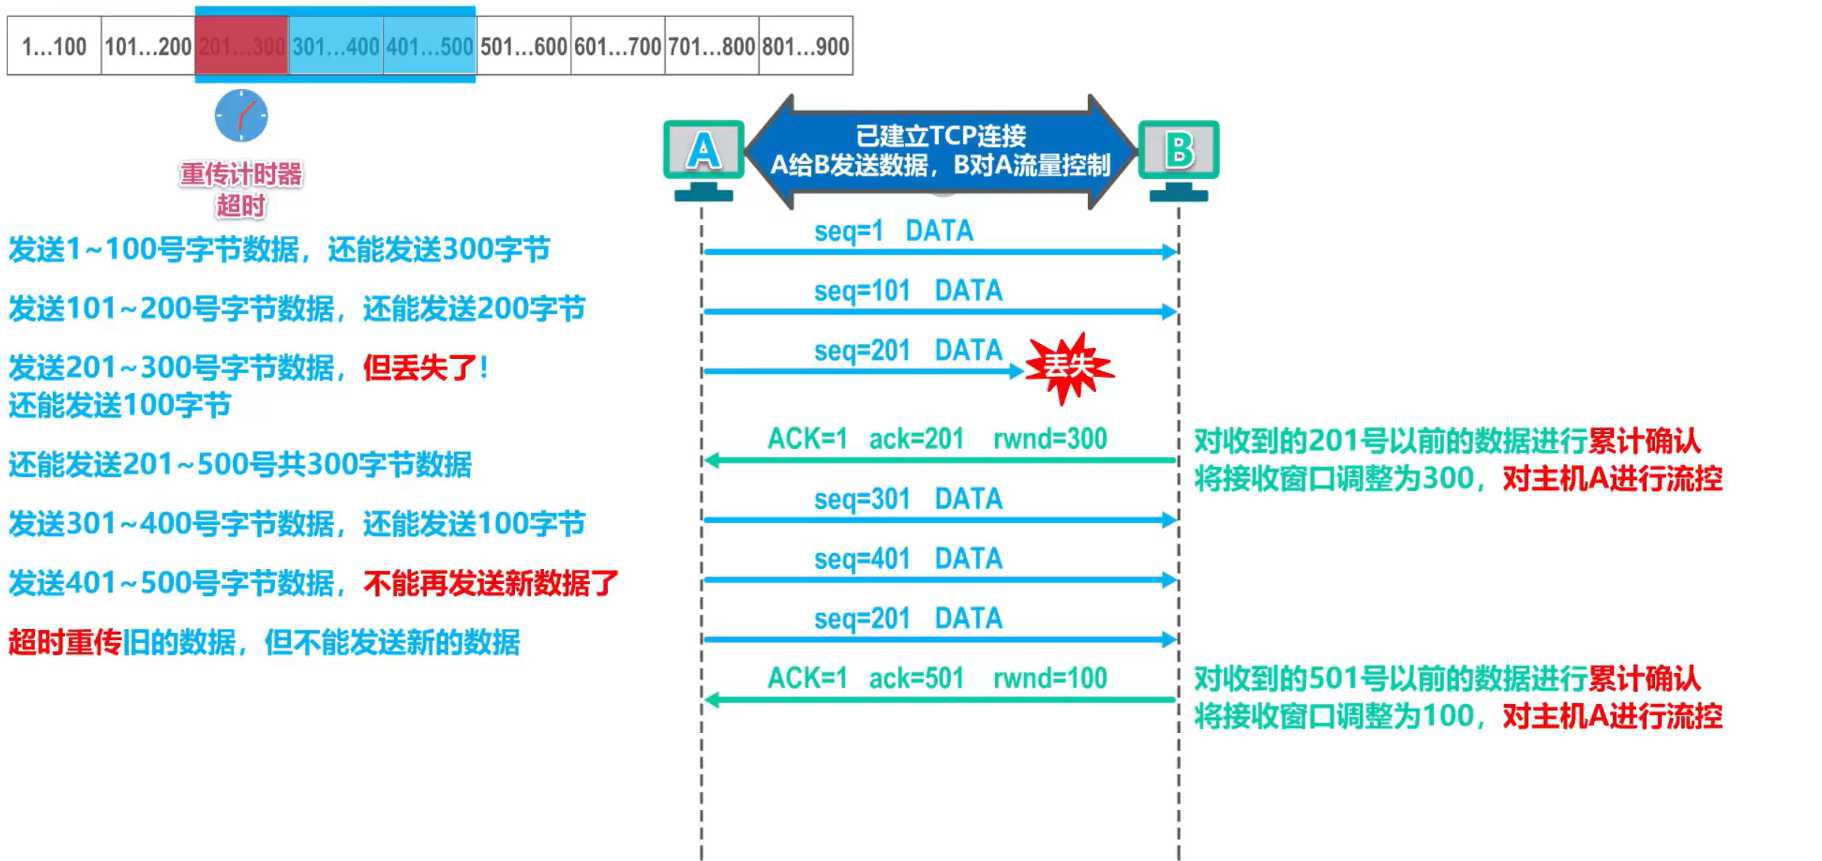 1...100 101...200 201...300 301...400 401...500 501...600 601...700 701...800 801...900
重传计时器
超时
A
已建立TCP连接
A给B发送数据，B对A流量控制
B
发送1~100号字节数据，还能发送300字节
seq=1 DATA
发送101~200号字节数据，还能发送200字节
seq=101 DATA
发送201~300号字节数据，但丢失了！
还能发送100字节
seq=201 DATA
丢失
ACK=1 ack=201 rwnd=300
对收到的201号以前的数据进行累计确认
将接收窗口调整为300，对主机A进行流控
还能发送201~500号共300字节数据
发送301~400号字节数据，还能发送100字节
seq=301 DATA
发送401~500号字节数据，不能再发送新数据了
seq=401 DATA
超时重传旧的数据，但不能发送新的数据
seq=201 DATA
ACK=1 ack=501 rwnd=100
对收到的501号以前的数据进行累计确认
将接收窗口调整为100，对主机A进行流控